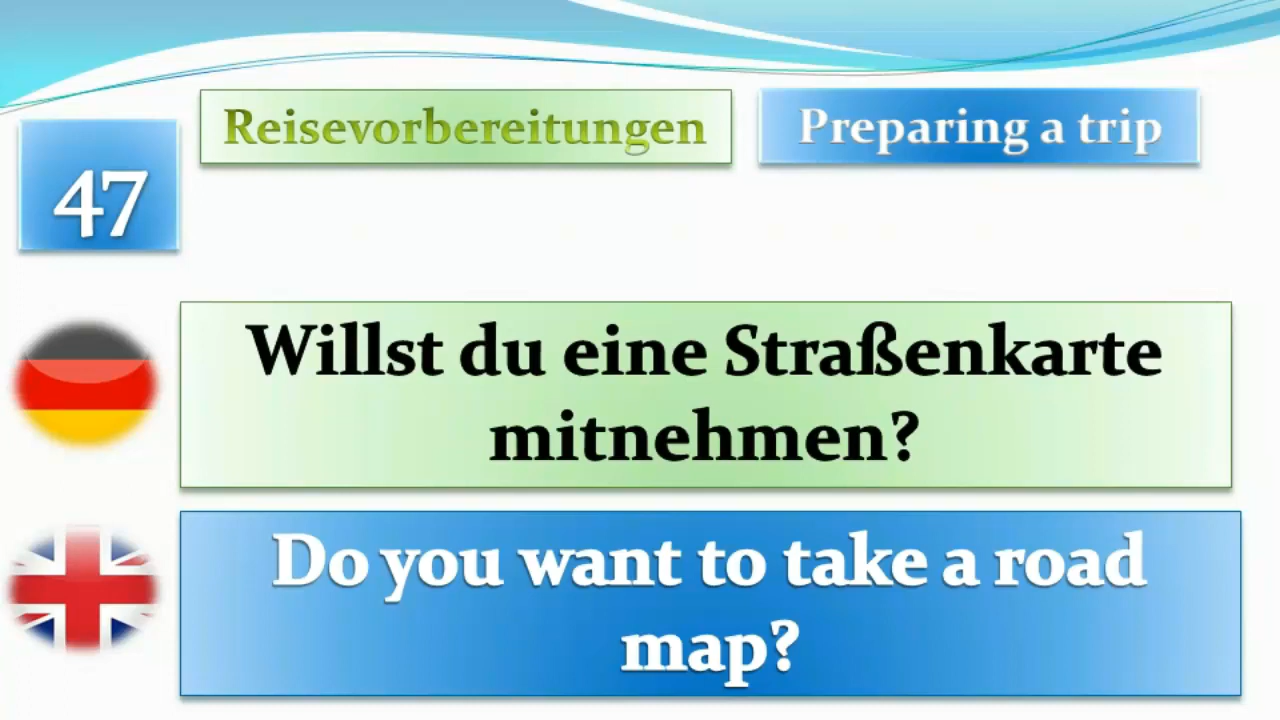 Reisevorbereitungen
Preparing a trip
47
Willst du eine Straßenkarte
mitnehmen?
Do you want to take a road
map?